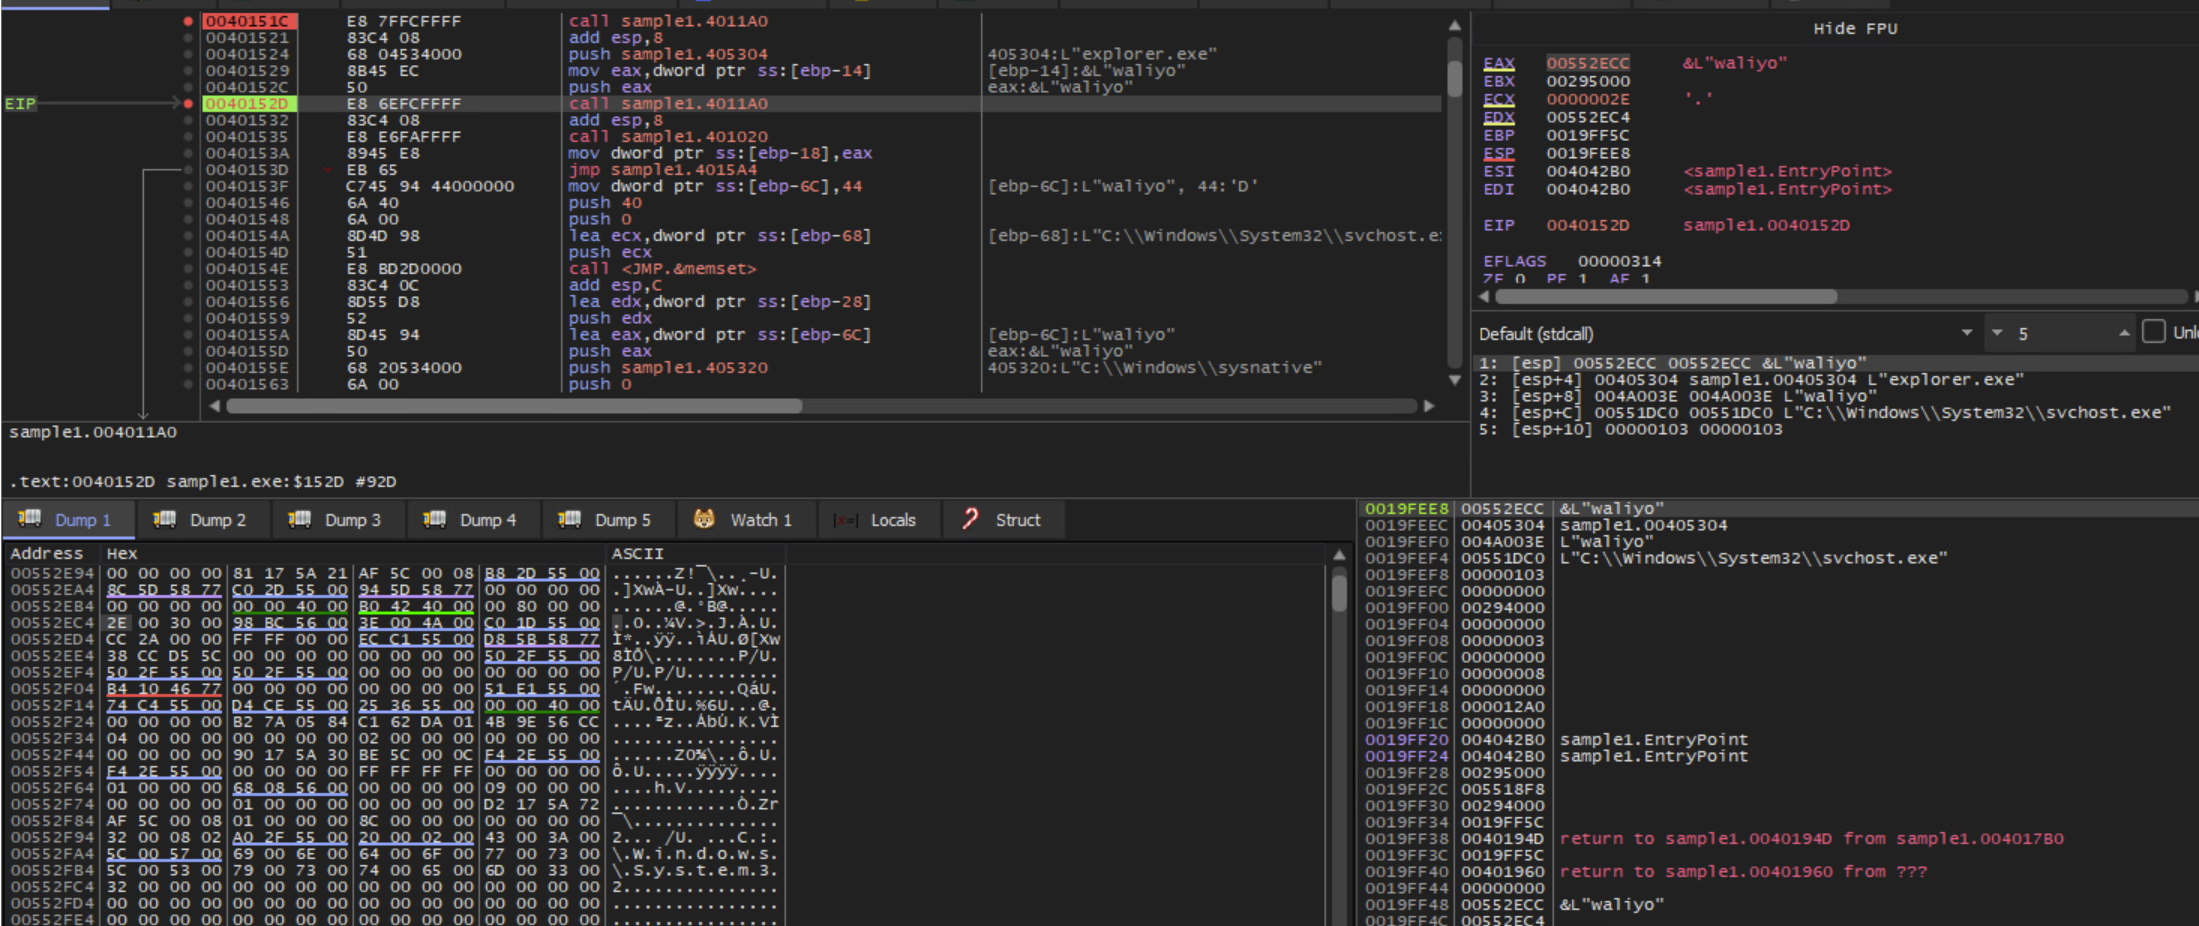 0040151C E8 7FFCFFFF call sample1.4011A0
00401521 83C4 08 add esp,8
00401524 68 04534000 push sample1.405304 405304:L"explorer.exe"
00401529 8B45 EC mov eax,dword ptr ss:[ebp-14] [ebp-14]:&L"waliyo"
0040152C 50 push eax eax:&L"waliyo"
EIP 0040152D E8 6EFCFFFF call sample1.4011A0
00401532 83C4 08 add esp,8
00401535 E8 E6FAFFFF call sample1.401020
0040153A 8945 E8 mov dword ptr ss:[ebp-18],eax
0040153D EB 65 jmp sample1.4015A4
0040153F C745 94 44000000 mov dword ptr ss:[ebp-6C],44 [ebp-6C]:L"waliyo", 44:'D'
00401546 6A 40 push 40
00401548 6A 00 push 0
0040154A 8D4D 98 lea ecx,dword ptr ss:[ebp-68] [ebp-68]:L"C:\\Windows\\System32\\svchost.e
0040154D 51 push ecx
0040154E E8 BD2D0000 call <JMP.&memset>
00401553 83C4 0C add esp,C
00401556 8D55 D8 lea edx,dword ptr ss:[ebp-28]
00401559 52 push edx
0040155A 8D45 94 lea eax,dword ptr ss:[ebp-6C] [ebp-6C]:L"waliyo"
0040155D 50 push eax eax:&L"waliyo"
0040155E 68 20534000 push sample1.405320 405320:L"C:\\Windows\\sysnative"
00401563 6A 00 push 0
sample1.004011A0
.text:0040152D sample1.exe:$152D #92D
Hide FPU
EAX 00552ECC &L"waliyo"
EBX 00295000
ECX 0000002E '.'
EDX 00552EC4
EBP 0019FF5C
ESP 0019FEE8
ESI 004042B0 <sample1.EntryPoint>
EDI 004042B0 <sample1.EntryPoint>
EIP 0040152D sample1.0040152D
EFLAGS 00000314
ZF 0 PF 1 AF 1
Default (stdcall) 5
1: [esp] 00552ECC 00552ECC &L"waliyo"
2: [esp+4] 00405304 sample1.00405304 L"explorer.exe"
3: [esp+8] 004A003E 004A003E L"waliyo"
4: [esp+C] 00551DC0 00551DC0 L"C:\\Windows\\System32\\svchost.exe"
5: [esp+10] 00000103 00000103
Dump 1 Dump 2 Dump 3 Dump 4 Dump 5 Watch 1 Locals Struct
Address Hex ASCII
00552E94 00 00 00 00 81 17 5A 21 AF 5C 00 08 B8 2D 55 00
00552EA4 8C 5D 58 77 C0 2D 55 00 94 5D 58 77 00 00 00 00
00552EB4 00 00 00 00 00 00 40 00 B0 42 40 00 00 80 00 00
00552EC4 2E 00 30 00 98 BC 56 00 3E 00 4A 00 C0 1D 55 00
00552ED4 CC 2A 00 00 FF FF 00 00 EC C1 55 00 D8 5B 58 77
00552EE4 38 CC D5 5C 00 00 00 00 00 00 00 00 50 2F 55 00
00552EF4 50 2F 55 00 50 2F 55 00 00 00 00 00 00 00 00 00
00552F04 B4 10 46 77 00 00 00 00 00 00 00 00 51 E1 55 00
00552F14 74 C4 55 00 D4 CE 55 00 25 36 55 00 00 00 40 00
00552F24 00 00 00 00 B2 7A 05 84 C1 62 DA 01 4B 9E 56 CC
00552F34 04 00 00 00 00 00 00 00 02 00 00 00 00 00 00 00
00552F44 00 00 00 00 90 17 5A 30 BE 5C 00 0C F4 2E 55 00
00552F54 F4 2E 55 00 00 00 00 00 FF FF FF FF 00 00 00 00
00552F64 01 00 00 00 68 08 56 00 00 00 00 00 09 00 00 00
00552F74 00 00 00 00 01 00 00 00 00 00 00 00 D2 17 5A 72
00552F84 AF 5C 00 08 01 00 00 00 8C 00 00 00 00 00 00 00
00552F94 32 00 08 02 A0 2F 55 00 20 00 02 00 43 00 3A 00
00552FA4 5C 00 57 00 69 00 6E 00 64 00 6F 00 77 00 73 00 \.W.i.n.d.o.w.s.
00552FB4 5C 00 53 00 79 00 73 00 74 00 65 00 6D 00 33 00 \.S.y.s.t.e.m.3.
00552FC4 32 00 00 00 00 00 00 00 00 00 00 00 00 00 00 00 2...............
00552FD4 00 00 00 00 00 00 00 00 00 00 00 00 00 00 00 00 ................
00552FE4 00 00 00 00 00 00 00 00 00 00 00 00 00 00 00 00 ................
0019FEE8 00552ECC &L"waliyo"
0019FEEC 00405304 sample1.00405304
0019FEF0 004A003E L"waliyo"
0019FEF4 00551DC0 L"C:\\Windows\\System32\\svchost.exe"
0019FEF8 00000103
0019FEFC 00000000
0019FF00 00294000
0019FF04 00000000
0019FF08 00000003
0019FF0C 00000000
0019FF10 00000008
0019FF14 00000000
0019FF18 000012A0
0019FF1C 00000000
0019FF20 004042B0 sample1.EntryPoint
0019FF24 004042B0 sample1.EntryPoint
0019FF28 00295000
0019FF2C 005518F8
0019FF30 00294000
0019FF34 0019FF5C
0019FF38 0040194D return to sample1.0040194D from sample1.004017B0
0019FF3C 0019FF5C
0019FF40 00401960 return to sample1.00401960 from ???
0019FF44 00000000
0019FF48 00552ECC &L"waliyo"
0019FF4C 00552EC4